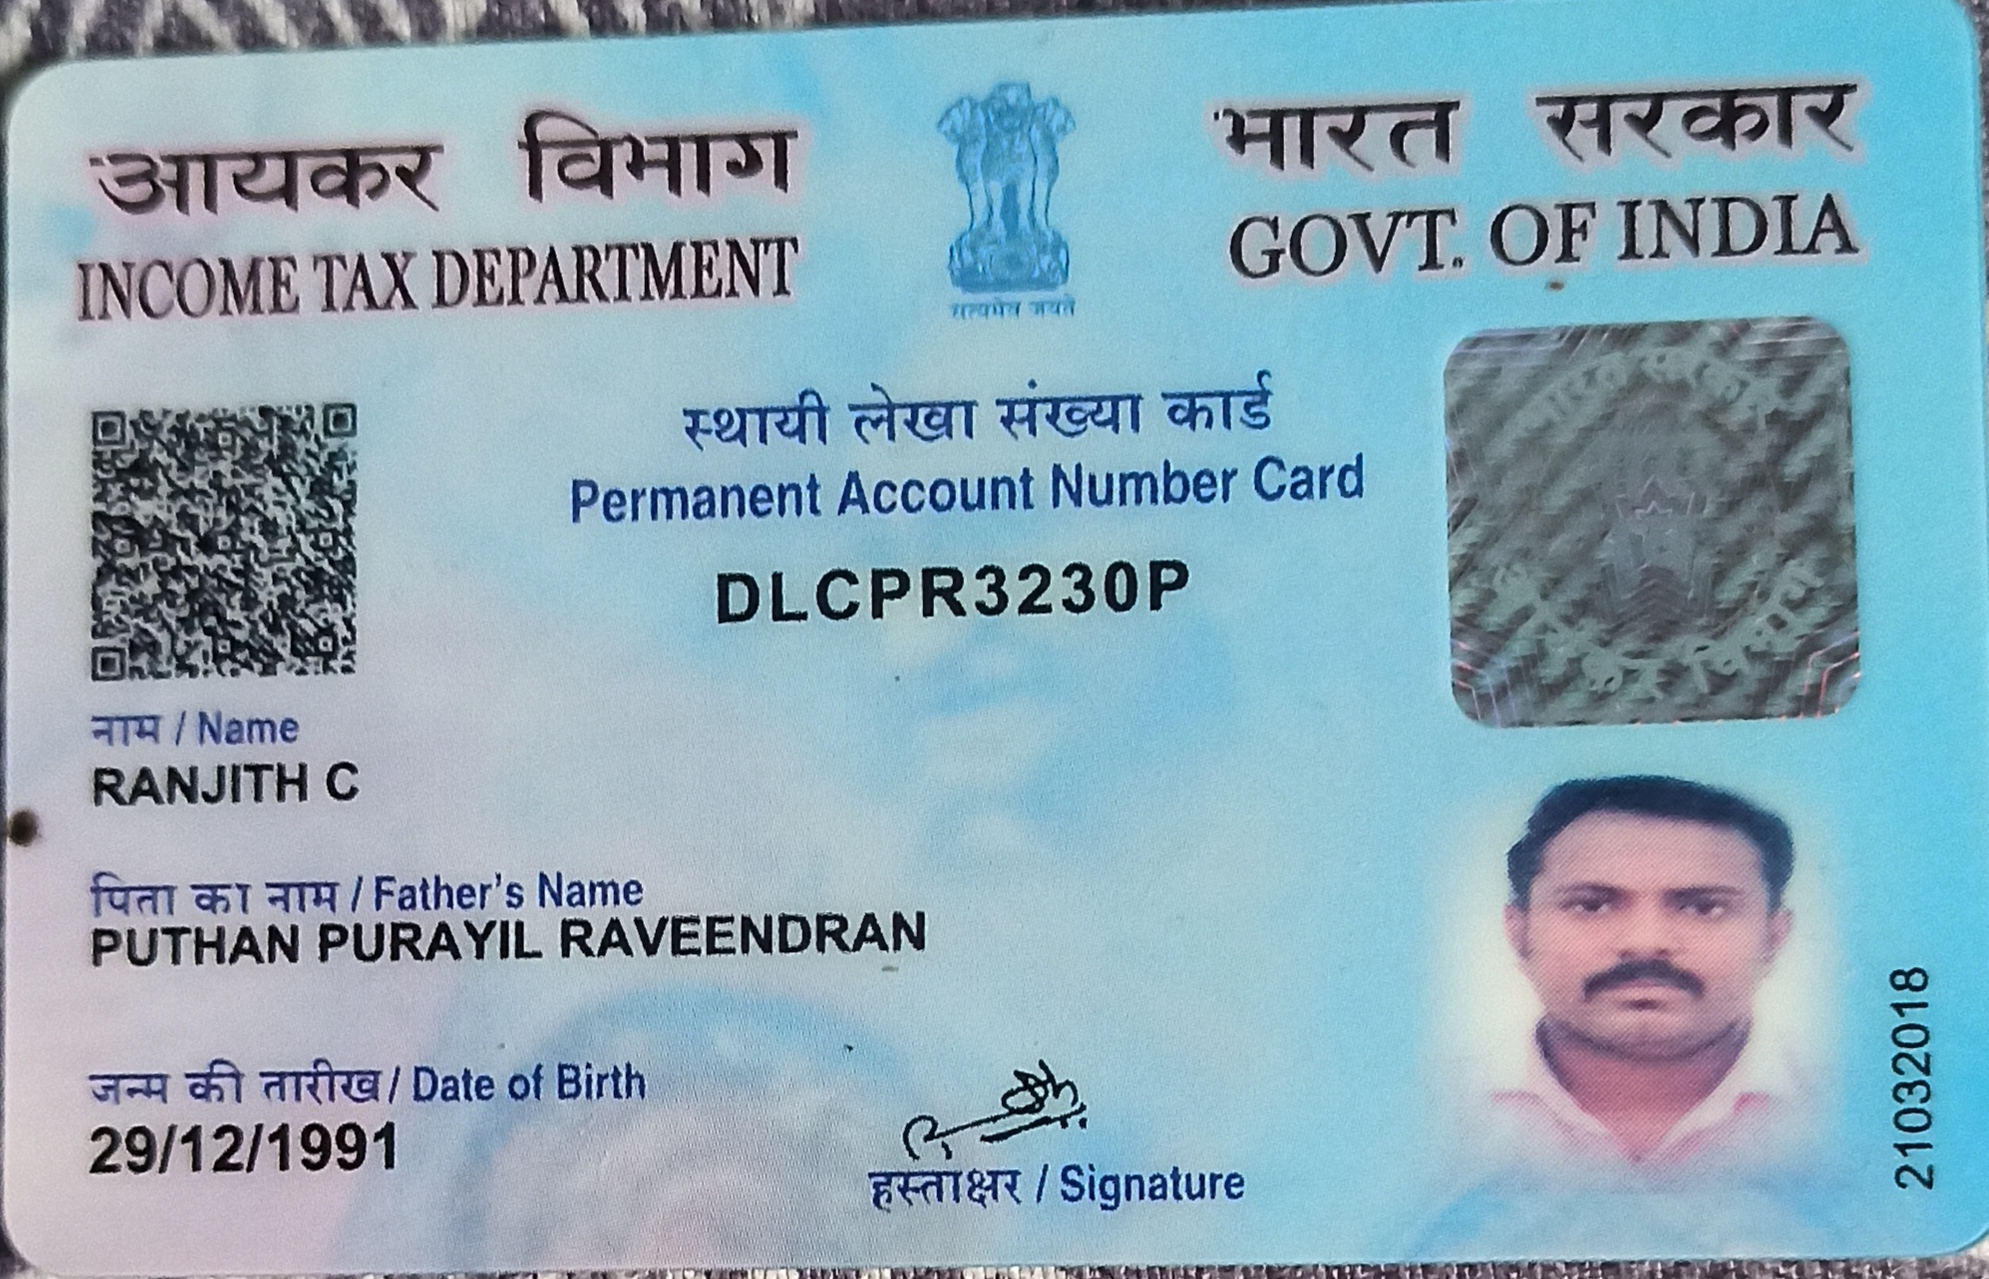 आयकर विभाग
INCOME TAX DEPARTMENT
सत्यमेव जयते
भारत सरकार
GOVT. OF INDIA
स्थायी लेखा संख्या कार्ड
Permanent Account Number Card
DLCPR3230P
नाम / Name
RANJITH C
पिता का नाम / Father's Name
PUTHAN PURAYIL RAVEENDRAN
जन्म की तारीख / Date of Birth
29/12/1991
हस्ताक्षर / Signature
21032018